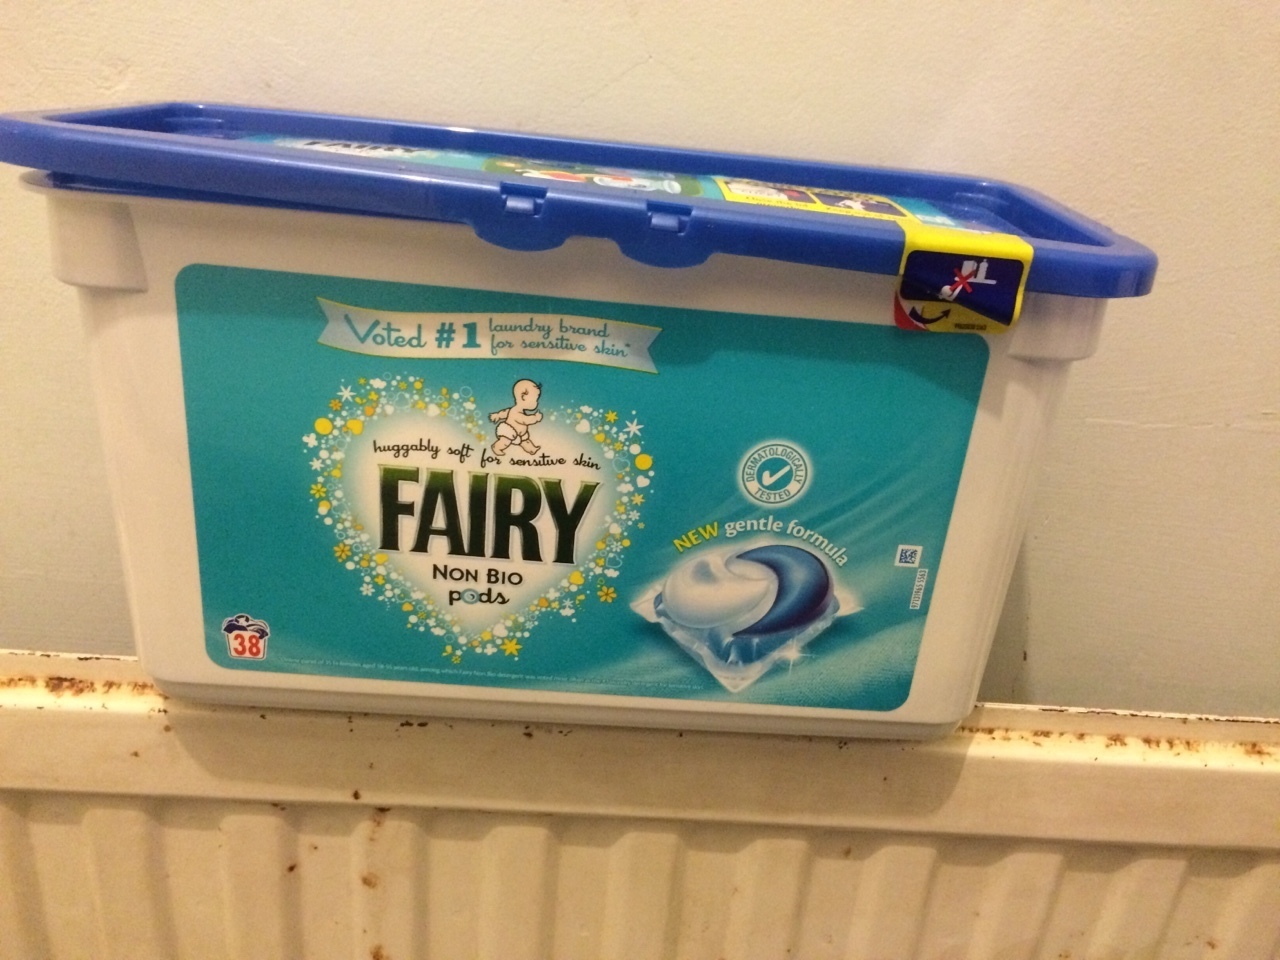 FAIRY
Voted #1 laundry brand
for sensitive skin*
huggably soft for sensitive skin
FAIRY
NON BIO
pods
DERMATOLOGICALLY
TESTED
NEW gentle formula
38